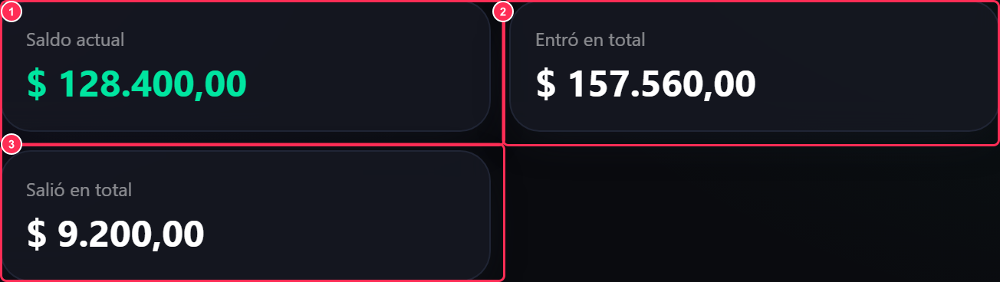 1
Saldo actual
$ 128.400,00
2
Entró en total
$ 157.560,00
3
Salió en total
$ 9.200,00